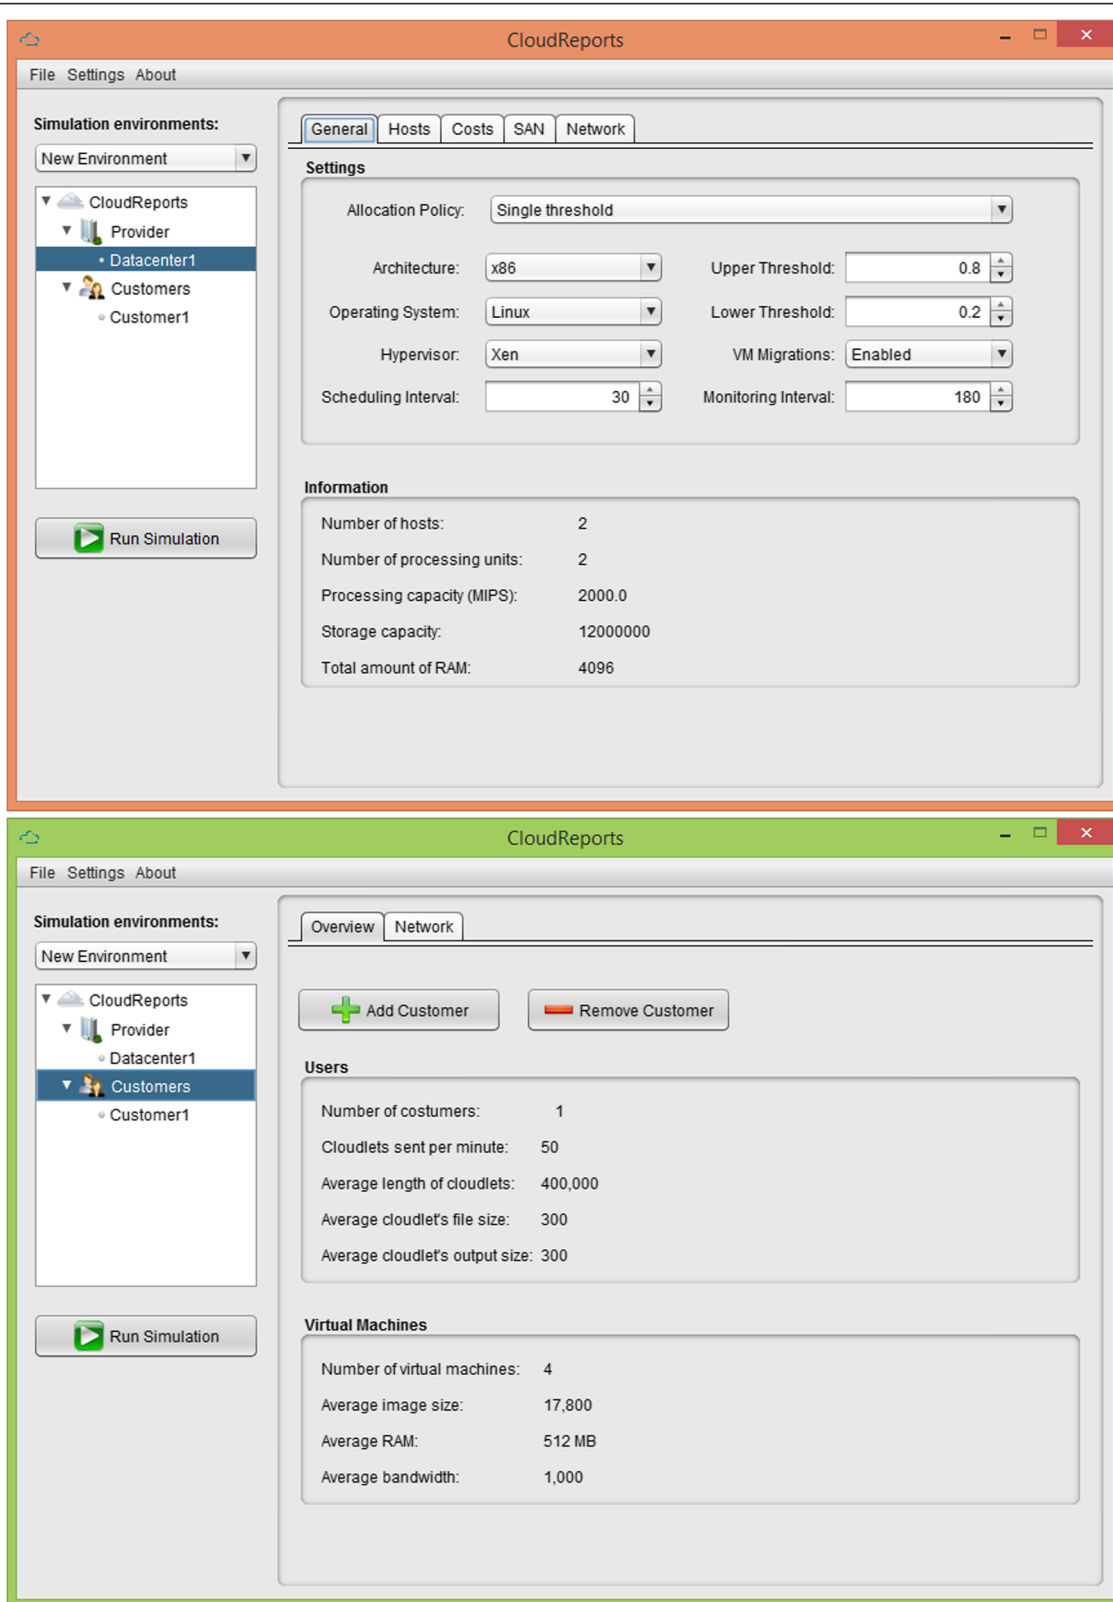 CloudReports
File Settings About
Simulation environments:
New Environment
CloudReports
Provider
Datacenter1
Customers
Customer1
Run Simulation
General Hosts Costs SAN Network
Settings
Allocation Policy: Single threshold
Architecture: x86 Upper Threshold: 0.8
Operating System: Linux Lower Threshold: 0.2
Hypervisor: Xen VM Migrations: Enabled
Scheduling Interval: 30 Monitoring Interval: 180
Information
Number of hosts: 2
Number of processing units: 2
Processing capacity (MIPS): 2000.0
Storage capacity: 12000000
Total amount of RAM: 4096
CloudReports
File Settings About
Simulation environments:
New Environment
CloudReports
Provider
Datacenter1
Customers
Customer1
Run Simulation
Overview Network
Add Customer Remove Customer
Users
Number of costumers: 1
Cloudlets sent per minute: 50
Average length of cloudlets: 400,000
Average cloudlet's file size: 300
Average cloudlet's output size: 300
Virtual Machines
Number of virtual machines: 4
Average image size: 17,800
Average RAM: 512 MB
Average bandwidth: 1,000